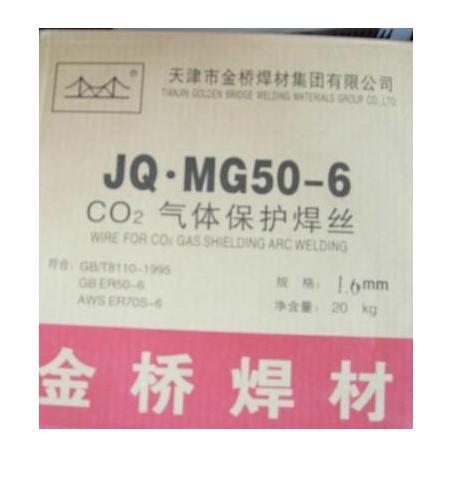 天津市金桥焊材集团有限公司
TIANJIN GOLDEN BRIDGE WELDING MATERIALS GROUP CO.,LTD
JQ·MG50-6
CO₂ 气体保护焊丝
WIRE FOR CO₂ GAS SHIELDING ARC WELDING
符合: GB/T8110-1995
GB ER50-6
AWS ER70S-6
规 格: 1.6mm
净含量: 20 kg
金桥焊材